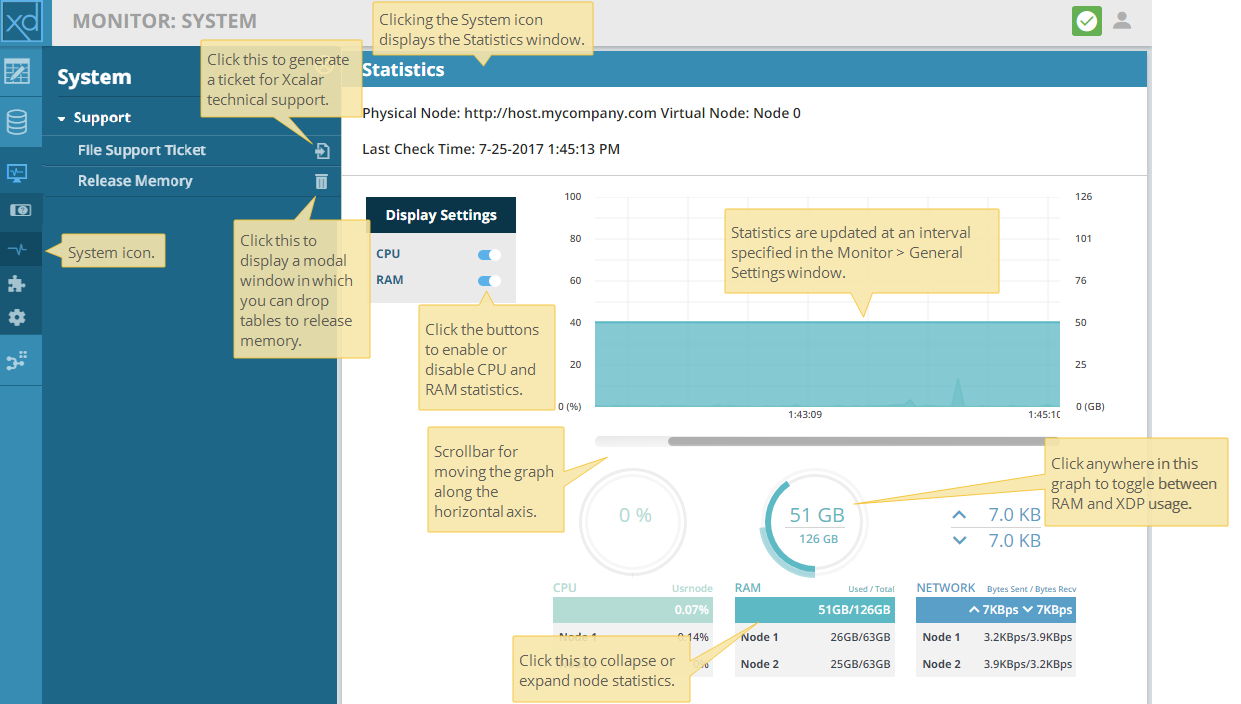 xd
MONITOR: SYSTEM
Clicking the System icon
displays the Statistics window.
Click this to generate
a ticket for Xcalar
technical support.
System
Support
File Support Ticket
Release Memory
System icon.
Click this to
display a modal
window in which
you can drop
tables to release
memory.
Statistics
Physical Node: http://host.mycompany.com Virtual Node: Node 0
Last Check Time: 7-25-2017 1:45:13 PM
Display Settings
CPU
RAM
Click the buttons
to enable or
disable CPU and
RAM statistics.
100
80
60
40
20
0 (%)
126
101
76
50
25
0 (GB)
Statistics are updated at an interval
specified in the Monitor > General
Settings window.
1:43:09
1:45:10
Scrollbar for
moving the graph
along the
horizontal axis.
Click anywhere in this
graph to toggle between
RAM and XDP usage.
0 %
51 GB
126 GB
7.0 KB
7.0 KB
CPU Usrnode
0.07%
Node 1 0.14%
0%
RAM Used / Total
51GB/126GB
Node 1 26GB/63GB
Node 2 25GB/63GB
NETWORK Bytes Sent / Bytes Recv
7KBps 7KBps
Node 1 3.2KBps/3.9KBps
Node 2 3.9KBps/3.2KBps
Click this to collapse or
expand node statistics.